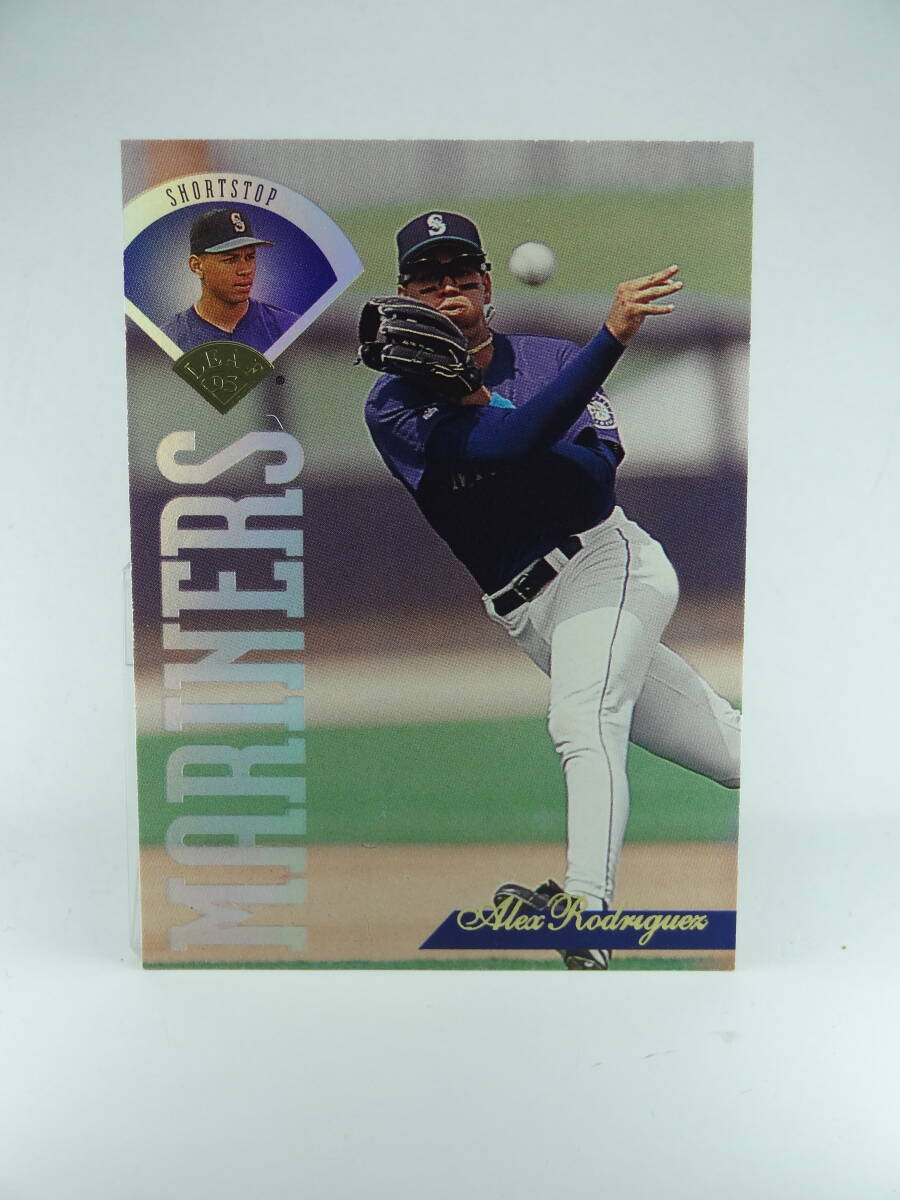 SHORTSTOP
S
LEAF
95
®
S
MARINERS
Alex Rodriguez